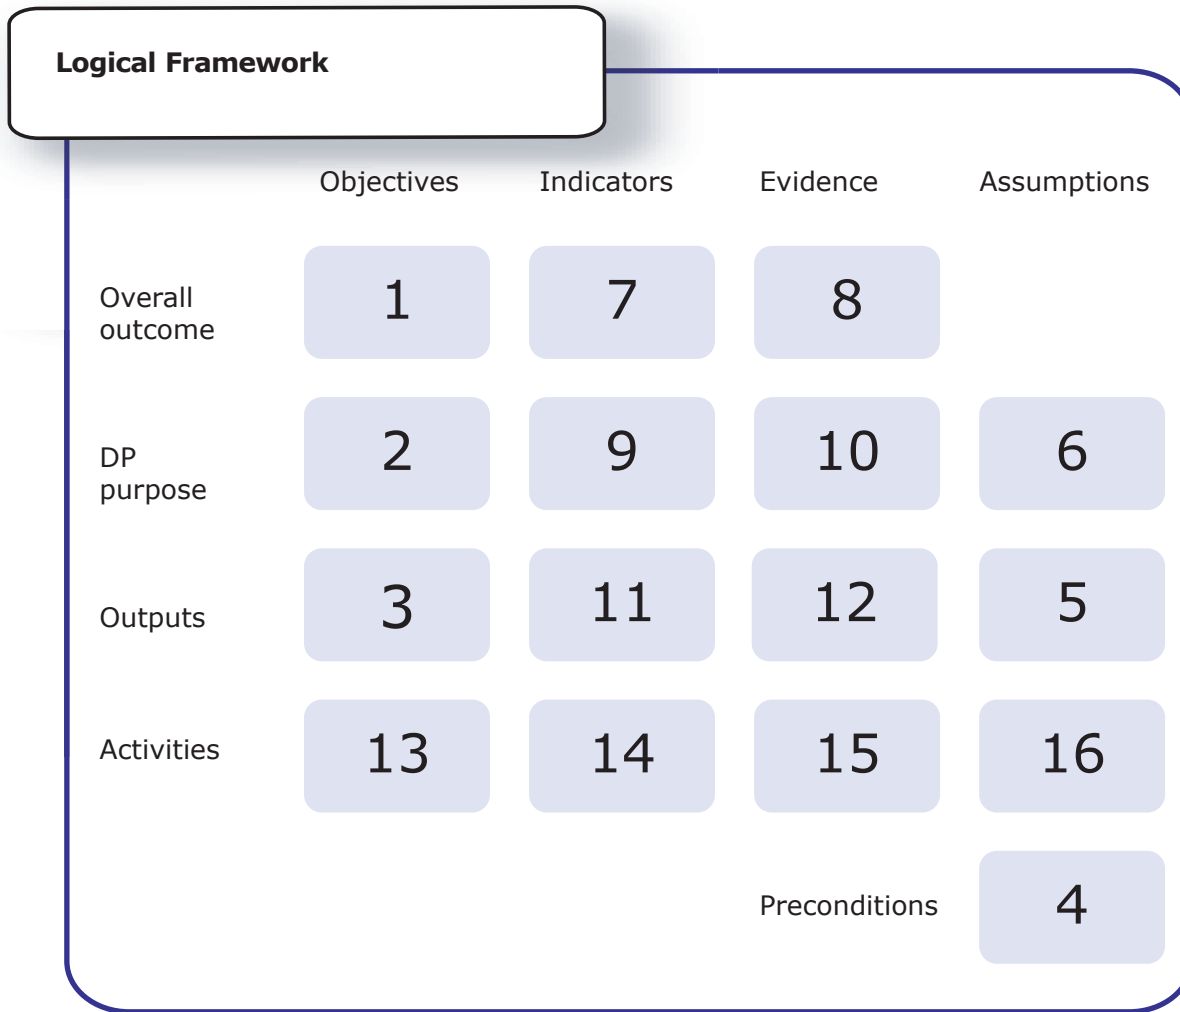 Logical Framework
Objectives Indicators Evidence Assumptions
Overall
outcome
1 7 8
DP
purpose
2 9 10 6
Outputs 3 11 12 5
Activities 13 14 15 16
Preconditions 4